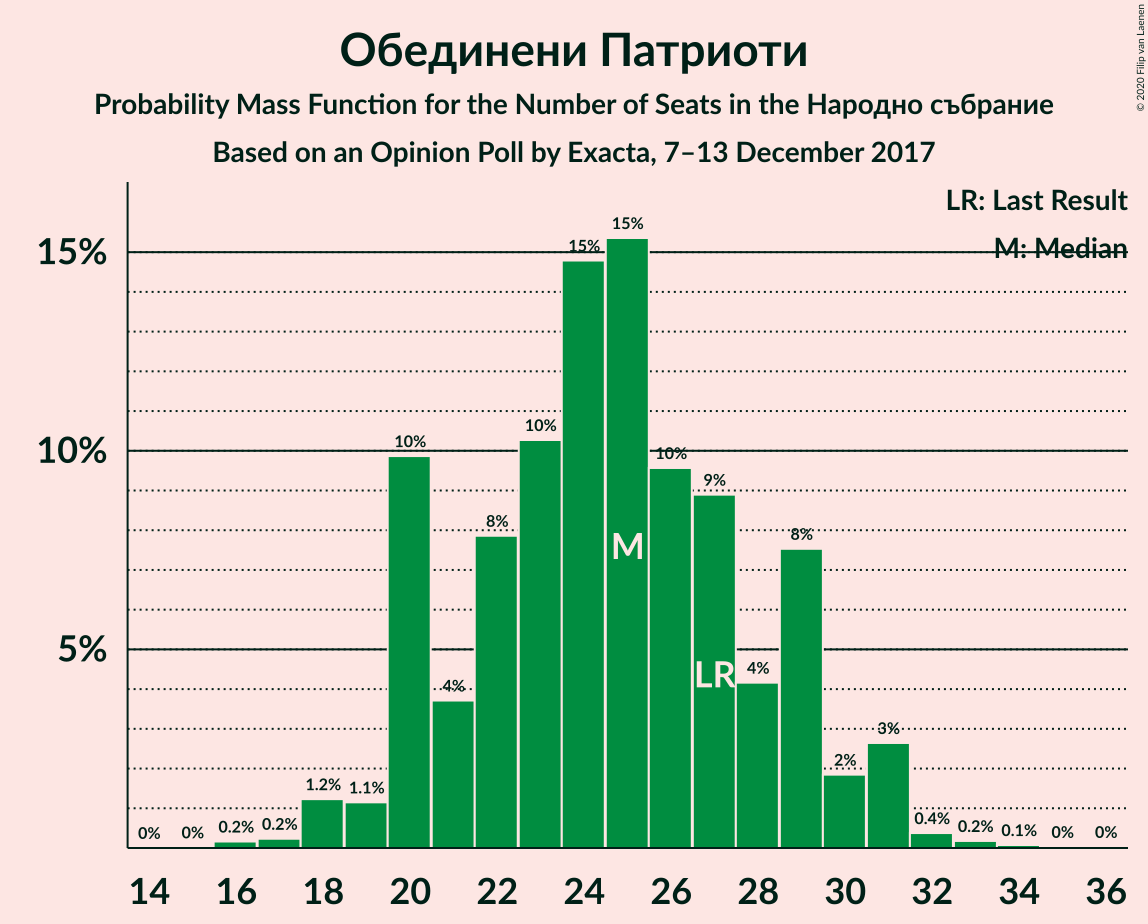 Обединени Патриоти
Probability Mass Function for the Number of Seats in the Народно събрание
Based on an Opinion Poll by Exacta, 7–13 December 2017
© 2020 Filip van Laenen
LR: Last Result
M: Median
15%
10%
5%
0% 0% 0.2% 0.2% 1.2% 1.1% 10% 4% 8% 10% 15% 15% 10% 9% 4% 8% 2% 3% 0.4% 0.2% 0.1% 0% 0%
M
LR
14 16 18 20 22 24 26 28 30 32 34 36